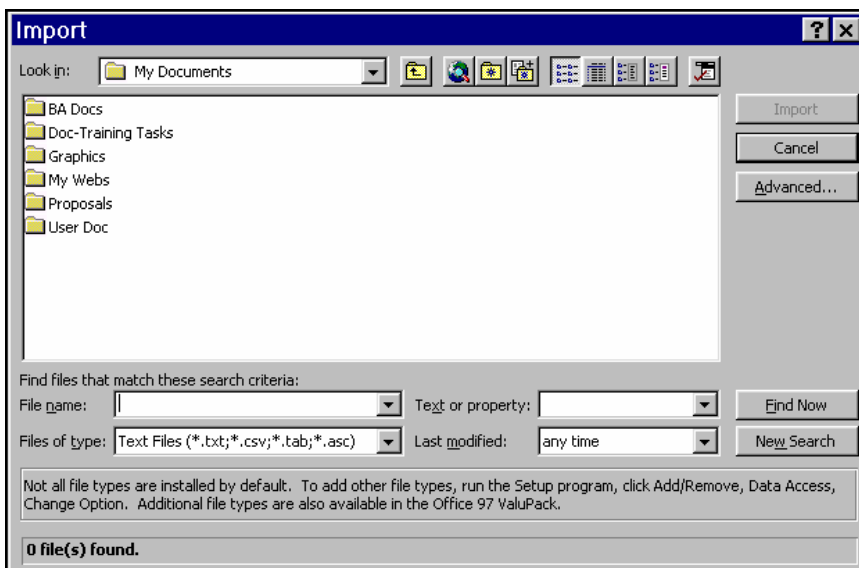 Import
Look in: My Documents
BA Docs
Doc-Training Tasks
Graphics
My Webs
Proposals
User Doc
Import
Cancel
Advanced...
Find files that match these search criteria:
File name: Text or property: Find Now
Files of type: Text Files (*.txt;*.csv;*.tab;*.asc) Last modified: any time New Search
Not all file types are installed by default. To add other file types, run the Setup program, click Add/Remove, Data Access,
Change Option. Additional file types are also available in the Office 97 ValuPack.
0 file(s) found.